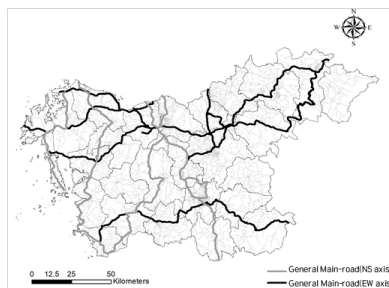 N
W E
S
0 12.5 25 50
Kilometers
General Main-road(NS axis
General Main-road(EW axis